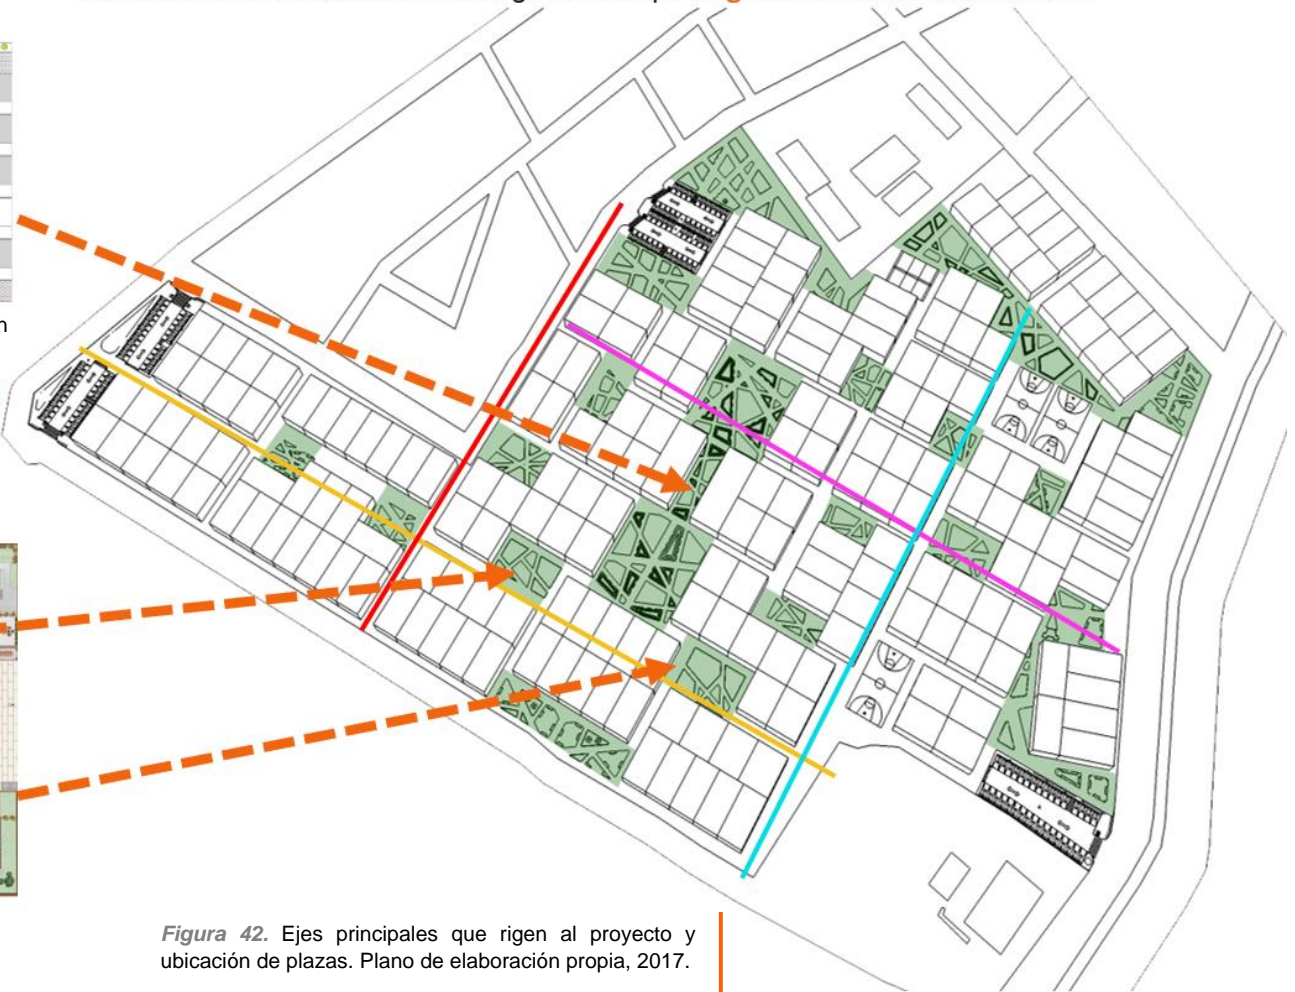 Figura 42. Ejes principales que rigen al proyecto y
ubicación de plazas. Plano de elaboración propia, 2017.